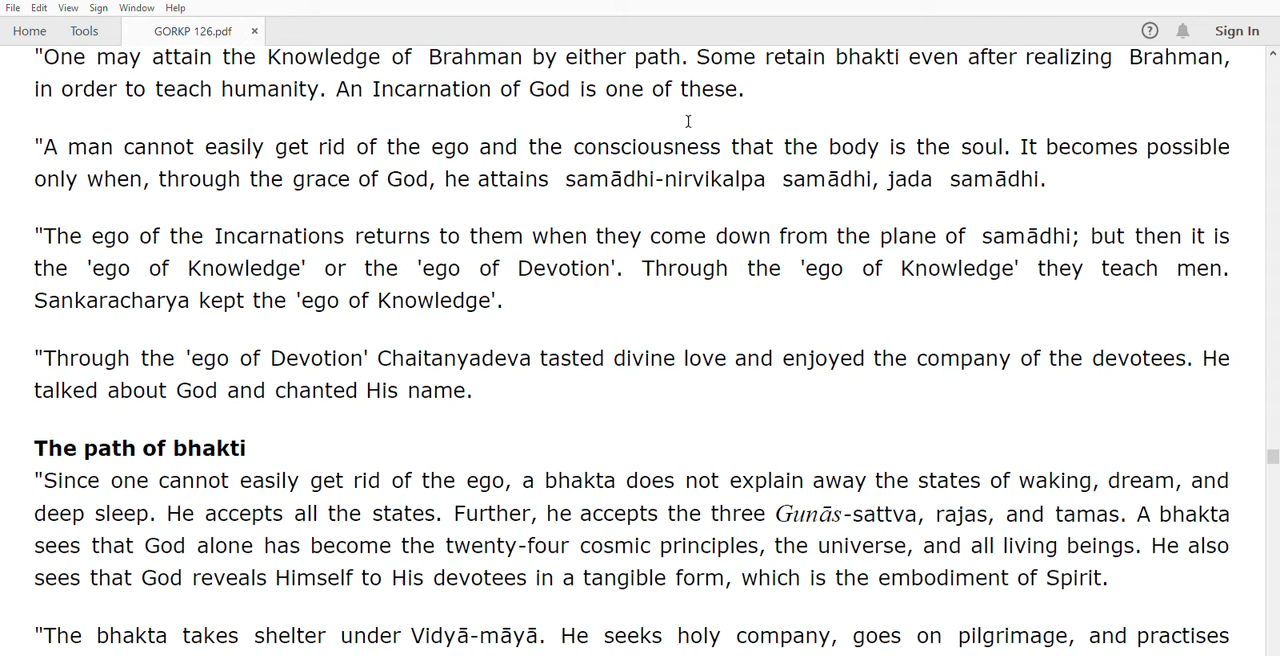 File Edit View Sign Window Help
Home Tools GORKP 126.pdf × ? Sign In
"One may attain the Knowledge of Brahman by either path. Some retain bhakti even after realizing Brahman,
in order to teach humanity. An Incarnation of God is one of these.
"A man cannot easily get rid of the ego and the consciousness that the body is the soul. It becomes possible
only when, through the grace of God, he attains samādhi-nirvikalpa samādhi, jada samādhi.
"The ego of the Incarnations returns to them when they come down from the plane of samādhi; but then it is
the 'ego of Knowledge' or the 'ego of Devotion'. Through the 'ego of Knowledge' they teach men.
Sankaracharya kept the 'ego of Knowledge'.
"Through the 'ego of Devotion' Chaitanyadeva tasted divine love and enjoyed the company of the devotees. He
talked about God and chanted His name.
The path of bhakti
"Since one cannot easily get rid of the ego, a bhakta does not explain away the states of waking, dream, and
deep sleep. He accepts all the states. Further, he accepts the three Gunās-sattva, rajas, and tamas. A bhakta
sees that God alone has become the twenty-four cosmic principles, the universe, and all living beings. He also
sees that God reveals Himself to His devotees in a tangible form, which is the embodiment of Spirit.
"The bhakta takes shelter under Vidyā-māyā. He seeks holy company, goes on pilgrimage, and practises